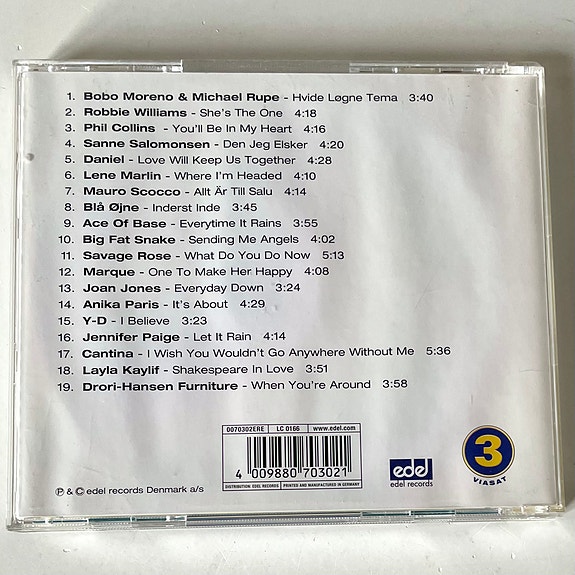 1. Bobo Moreno & Michael Rupe - Hvide Løgne Tema 3:40
2. Robbie Williams - She's The One 4:18
3. Phil Collins - You'll Be In My Heart 4:16
4. Sanne Salomonsen - Den Jeg Elsker 4:20
5. Daniel - Love Will Keep Us Together 4:28
6. Lene Marlin - Where I'm Headed 4:10
7. Mauro Scocco - Allt Är Till Salu 4:14
8. Blå Øjne - Inderst Inde 3:45
9. Ace Of Base - Everytime It Rains 3:55
10. Big Fat Snake - Sending Me Angels 4:02
11. Savage Rose - What Do You Do Now 5:13
12. Marque - One To Make Her Happy 4:08
13. Joan Jones - Everyday Down 3:24
14. Anika Paris - It's About 4:29
15. Y-D - I Believe 3:23
16. Jennifer Paige - Let It Rain 4:14
17. Cantina - I Wish You Wouldn't Go Anywhere Without Me 5:36
18. Layla Kaylif - Shakespeare In Love 3:51
19. Drori-Hansen Furniture - When You're Around 3:58
0070302ERE LC 0166 www.edel.com
4 009880 703021
DISTRIBUTION EDEL RECORDS PRINTED AND MANUFACTURED IN GERMANY
℗ & © edel records Denmark a/s
edel
edel records
3
VIASAT